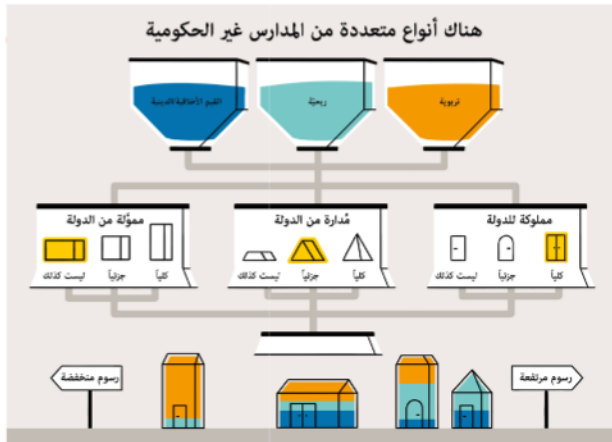 هناك أنواع متعددة من المدارس غير الحكومية
تربوية
ربحيّة
القيم الأخلاقية/الدينية
مملوكة للدولة
كلياً
جزئياً
ليست كذلك
مُدارة من الدولة
كلياً
جزئياً
ليست كذلك
مموَّلة من الدولة
كلياً
جزئياً
ليست كذلك
رسوم مرتفعة
رسوم منخفضة